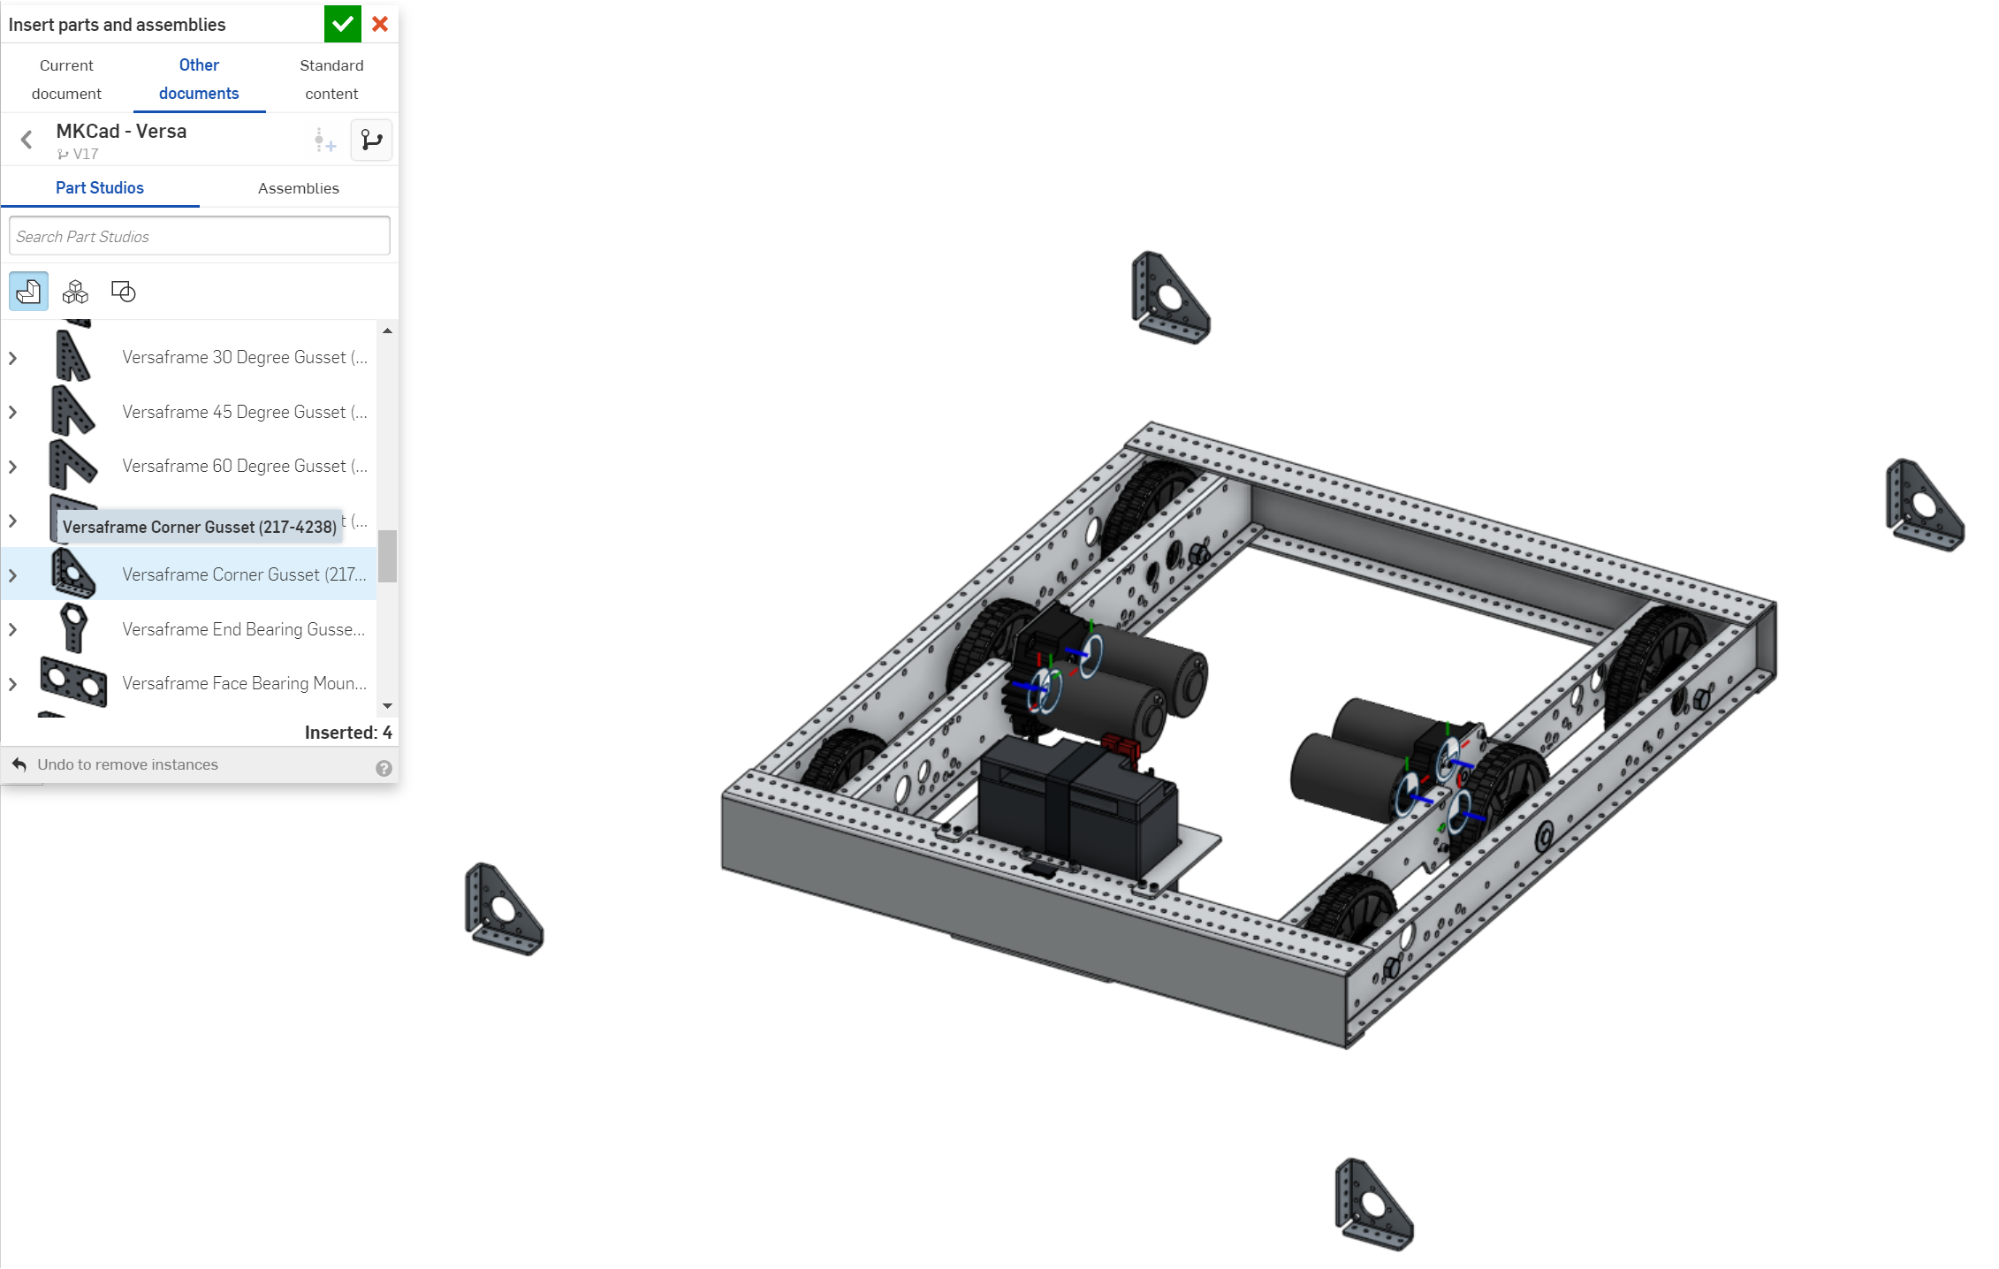 Insert parts and assemblies
Current document
Other documents
Standard content
MKCad - Versa
V17
Part Studios
Assemblies
Search Part Studios
Versaframe 30 Degree Gusset (...
Versaframe 45 Degree Gusset (...
Versaframe 60 Degree Gusset (...
t (...
Versaframe Corner Gusset (217-4238)
Versaframe Corner Gusset (217...
Versaframe End Bearing Gusse...
Versaframe Face Bearing Moun...
Inserted: 4
Undo to remove instances